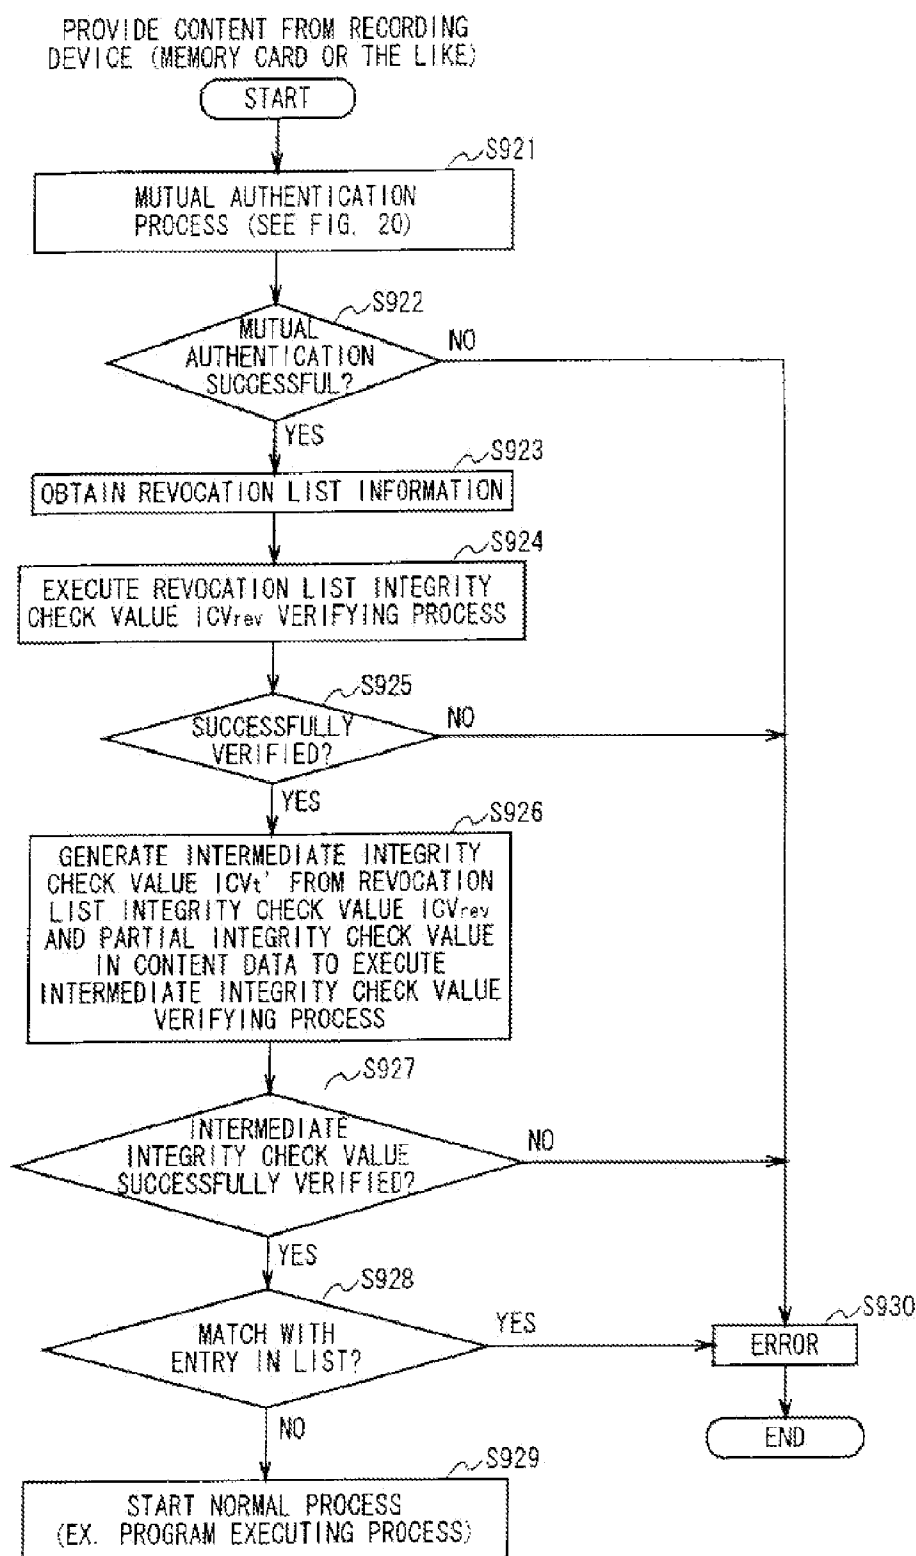 PROVIDE CONTENT FROM RECORDING
DEVICE (MEMORY CARD OR THE LIKE)
START
S921
MUTUAL AUTHENTICATION
PROCESS (SEE FIG. 20)
S922
MUTUAL
AUTHENTICATION
SUCCESSFUL?
NO
YES
S923
OBTAIN REVOCATION LIST INFORMATION
S924
EXECUTE REVOCATION LIST INTEGRITY
CHECK VALUE ICVrev VERIFYING PROCESS
S925
SUCCESSFULLY
VERIFIED?
NO
YES
S926
GENERATE INTERMEDIATE INTEGRITY
CHECK VALUE ICVt' FROM REVOCATION
LIST INTEGRITY CHECK VALUE ICVrev
AND PARTIAL INTEGRITY CHECK VALUE
IN CONTENT DATA TO EXECUTE
INTERMEDIATE INTEGRITY CHECK VALUE
VERIFYING PROCESS
S927
INTERMEDIATE
INTEGRITY CHECK VALUE
SUCCESSFULLY VERIFIED?
NO
YES
S928
MATCH WITH
ENTRY IN LIST?
YES
S930
ERROR
END
NO
S929
START NORMAL PROCESS
(EX. PROGRAM EXECUTING PROCESS)